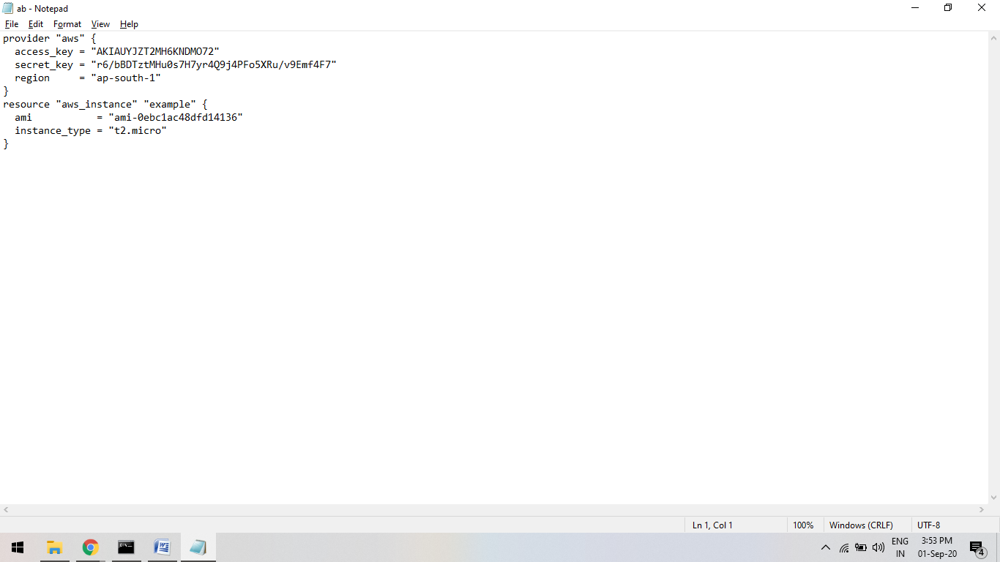 ab - Notepad
File Edit Format View Help
provider "aws" {
  access_key = "AKIAUYJZT2MH6KNDMO72"
  secret_key = "r6/bBDTztMHu0s7H7yr4Q9j4PFo5XRu/v9Emf4F7"
  region     = "ap-south-1"
}
resource "aws_instance" "example" {
  ami           = "ami-0ebc1ac48dfd14136"
  instance_type = "t2.micro"
}
Ln 1, Col 1 100% Windows (CRLF) UTF-8
ENG 3:53 PM
IN 01-Sep-20 4